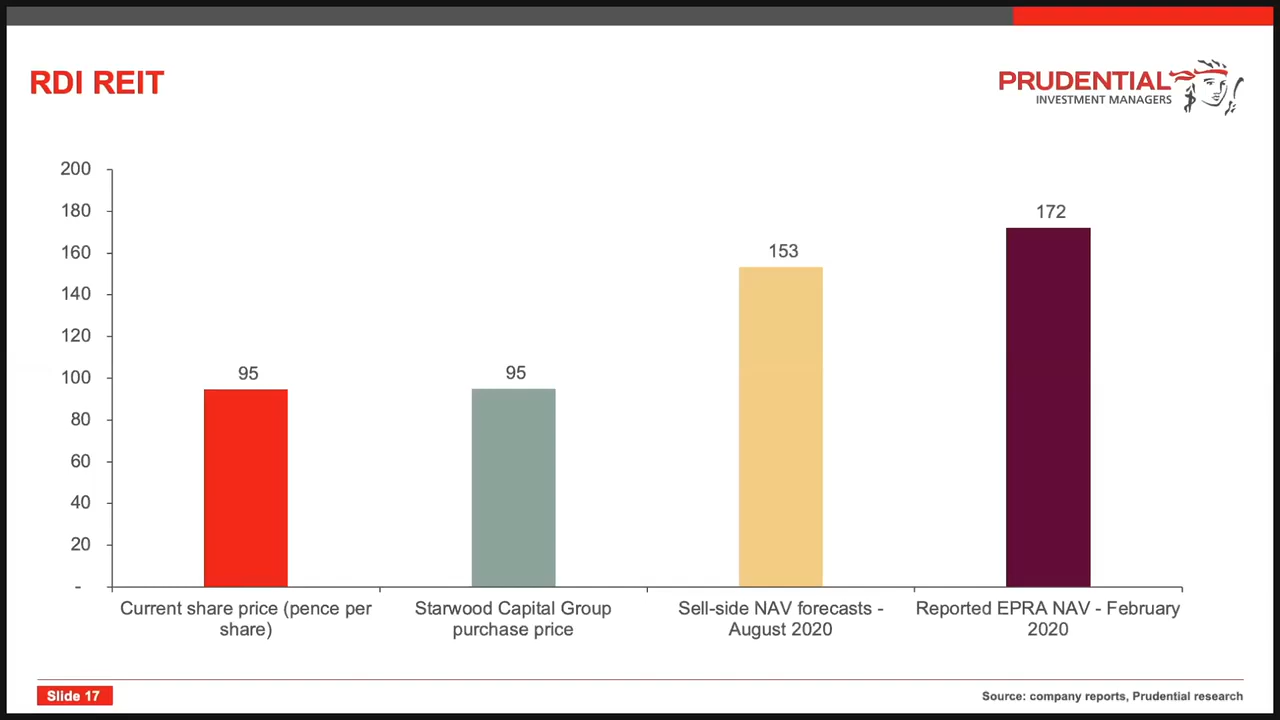 RDI REIT
PRUDENTIAL
INVESTMENT MANAGERS
200
180
160
140
120
100
80
60
40
20
-
95
95
153
172
Current share price (pence per
share)
Starwood Capital Group
purchase price
Sell-side NAV forecasts -
August 2020
Reported EPRA NAV - February
2020
Slide 17
Source: company reports, Prudential research